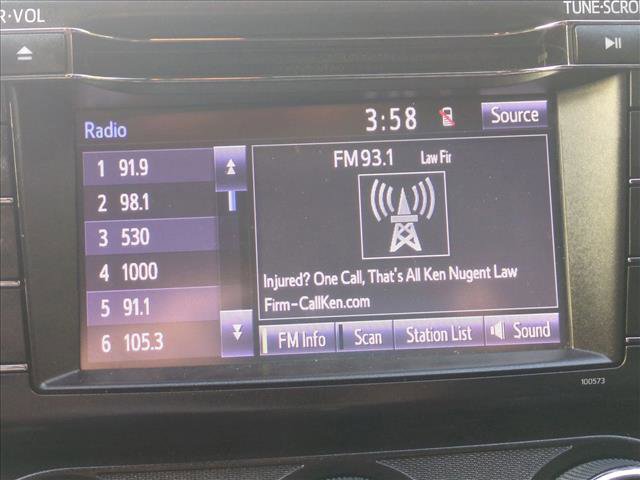 R·VOL
TUNE·SCRO
Radio
3:58
Source
1 91.9
2 98.1
3 530
4 1000
5 91.1
6 105.3
FM 93.1 Law Fir
Injured? One Call, That's All Ken Nugent Law
Firm-CallKen.com
FM Info
Scan
Station List
Sound
100573